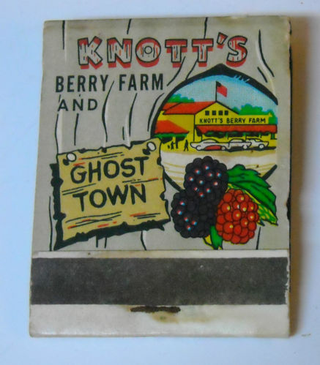 KNOTT'S
BERRY FARM
AND
KNOTT'S BERRY FARM
GHOST
TOWN